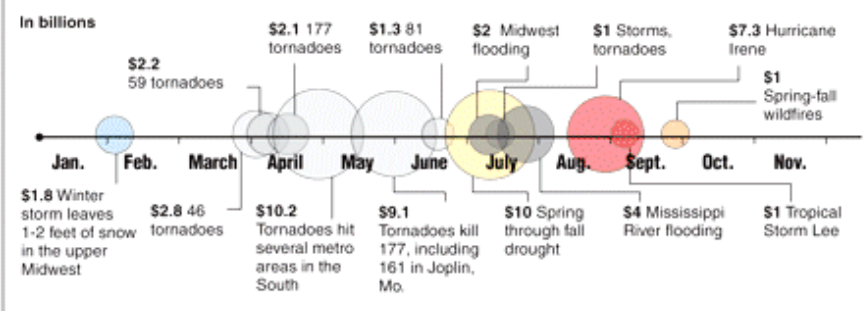 In billions
$2.2
59 tornadoes
$2.1 177
tornadoes
$1.3 81
tornadoes
$2 Midwest
flooding
$1 Storms,
tornadoes
$7.3 Hurricane
Irene
$1
Spring-fall
wildfires
Jan. Feb. March April May June July Aug. Sept. Oct. Nov.
$1.8 Winter
storm leaves
1-2 feet of snow
in the upper
Midwest
$2.8 46
tornadoes
$10.2
Tornadoes hit
several metro
areas in the
South
$9.1
Tornadoes kill
177, including
161 in Joplin,
Mo.
$10 Spring
through fall
drought
$4 Mississippi
River flooding
$1 Tropical
Storm Lee